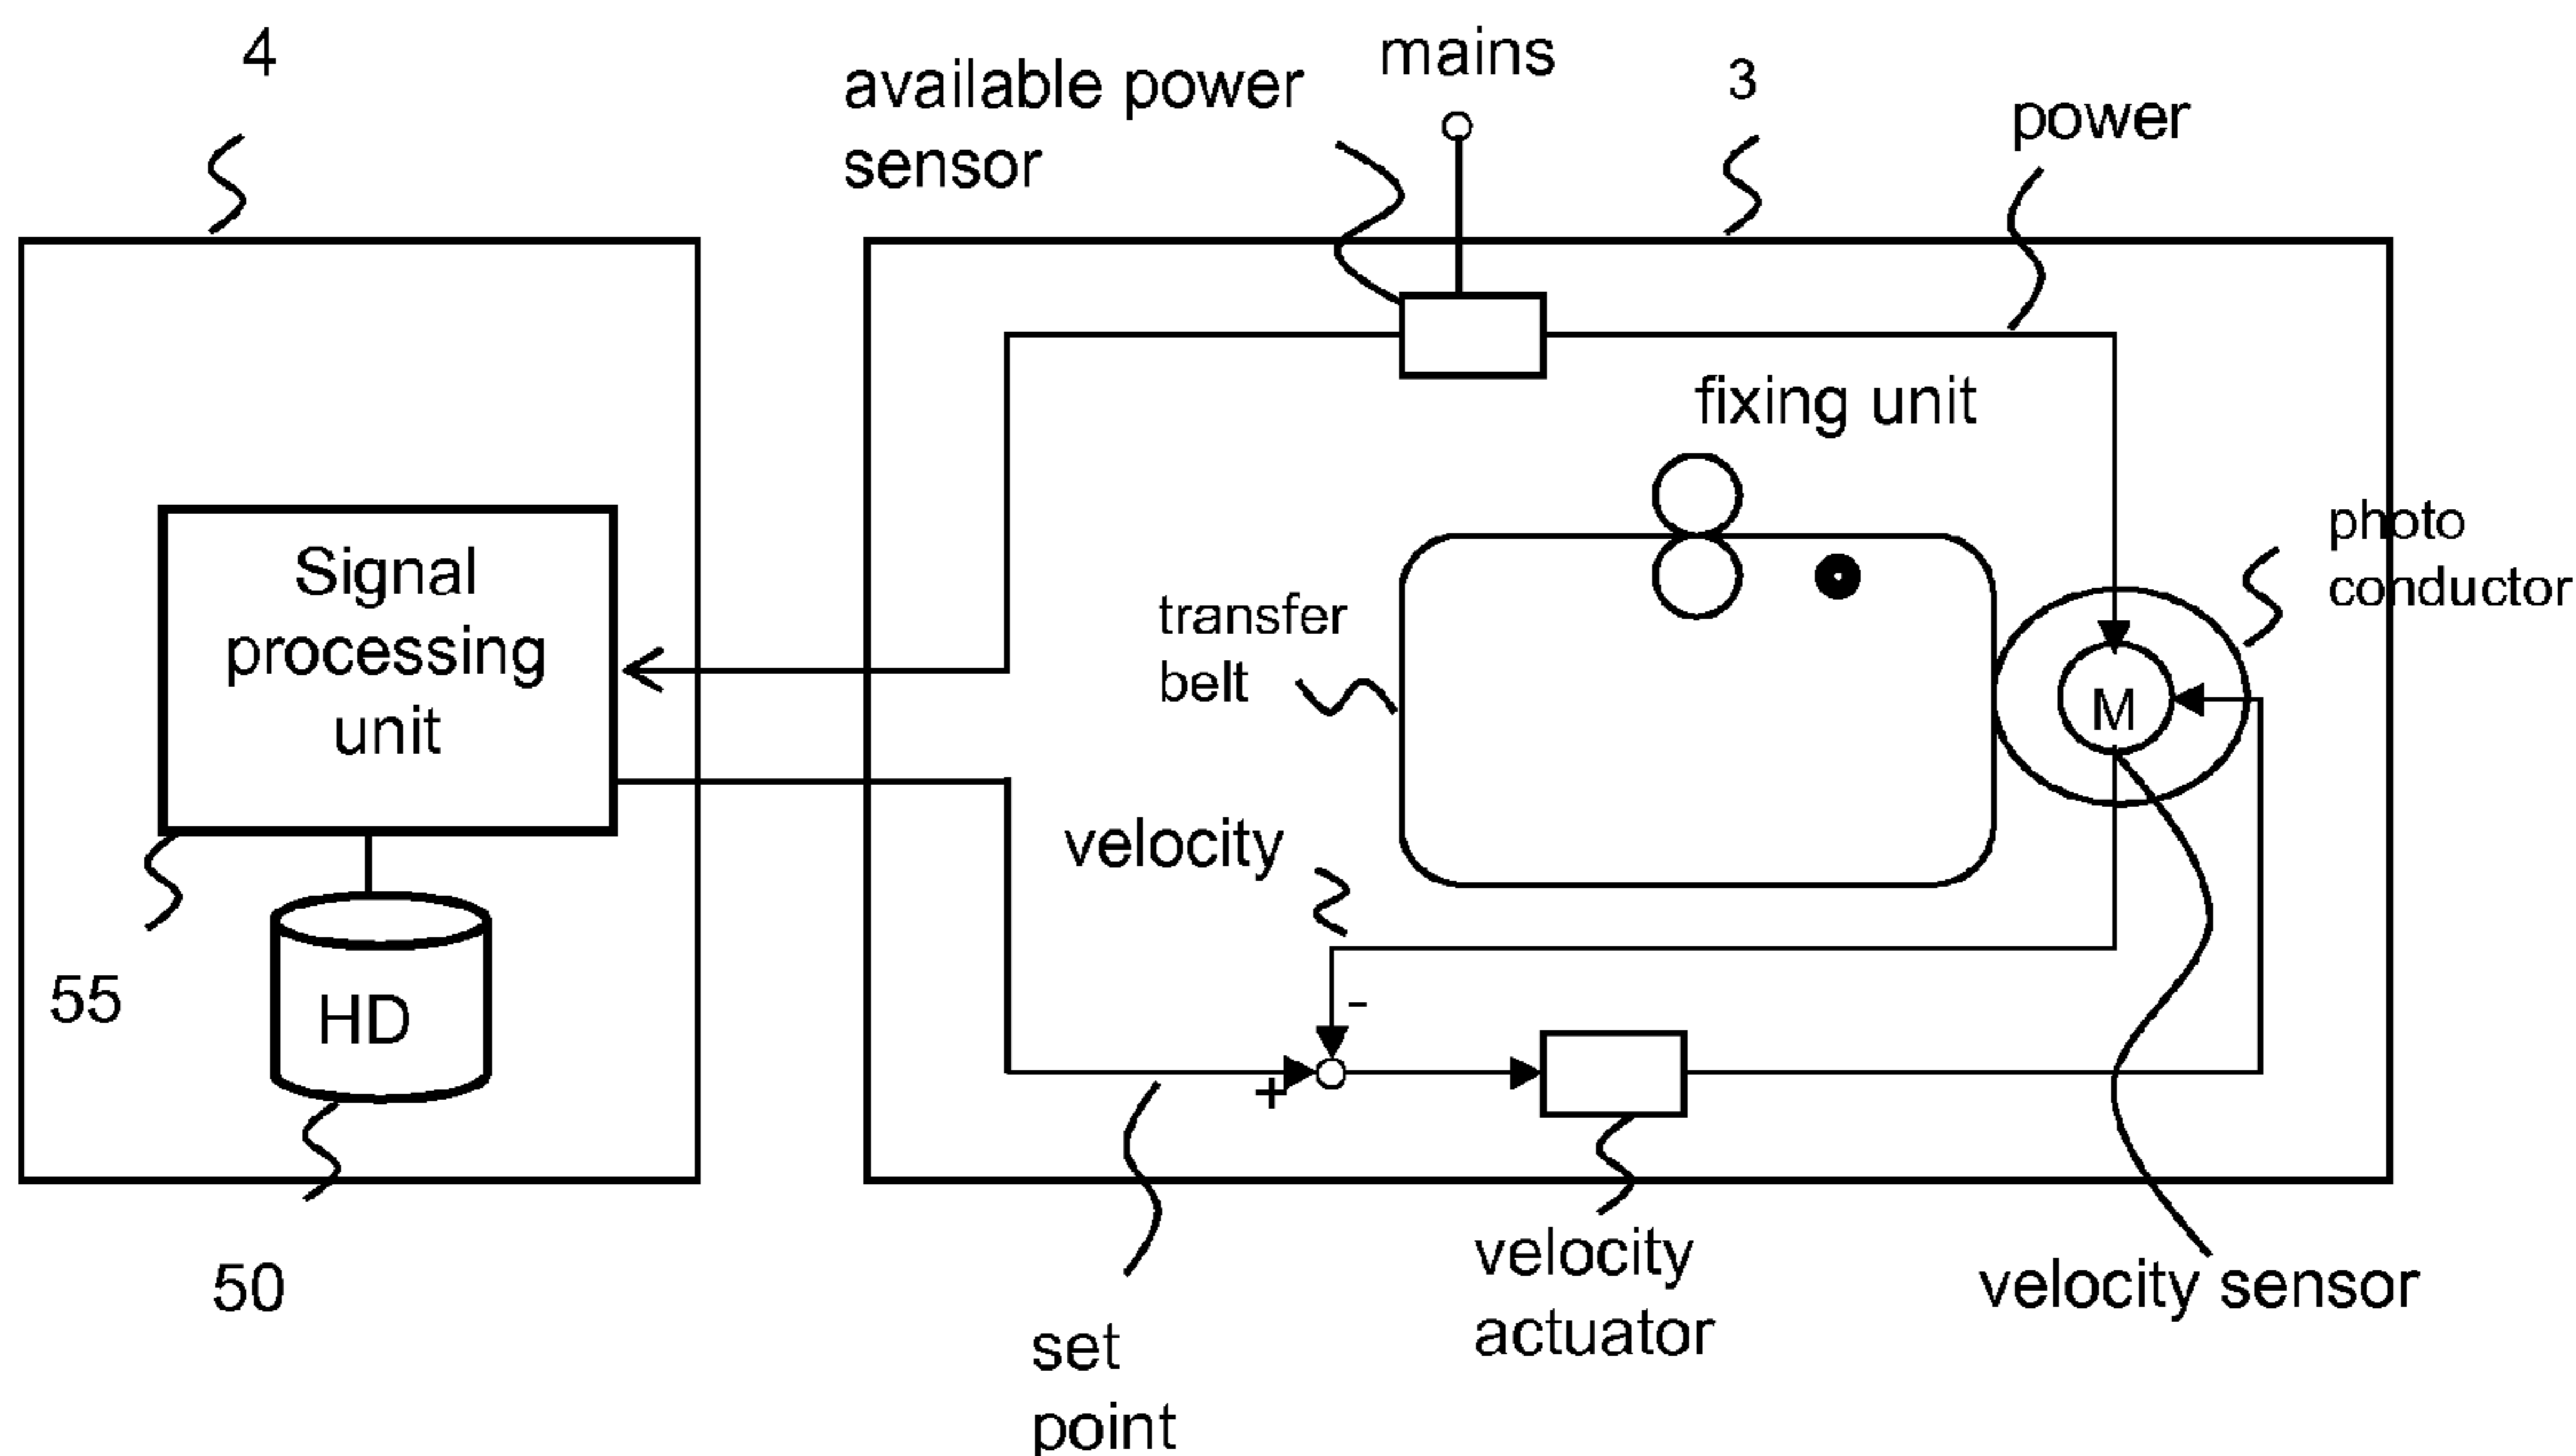 4
available power
sensor
mains
3
power
fixing unit
photo
conductor
Signal
processing
unit
transfer
belt
M
velocity
-
55
HD
+
50
velocity
actuator
velocity sensor
set
point